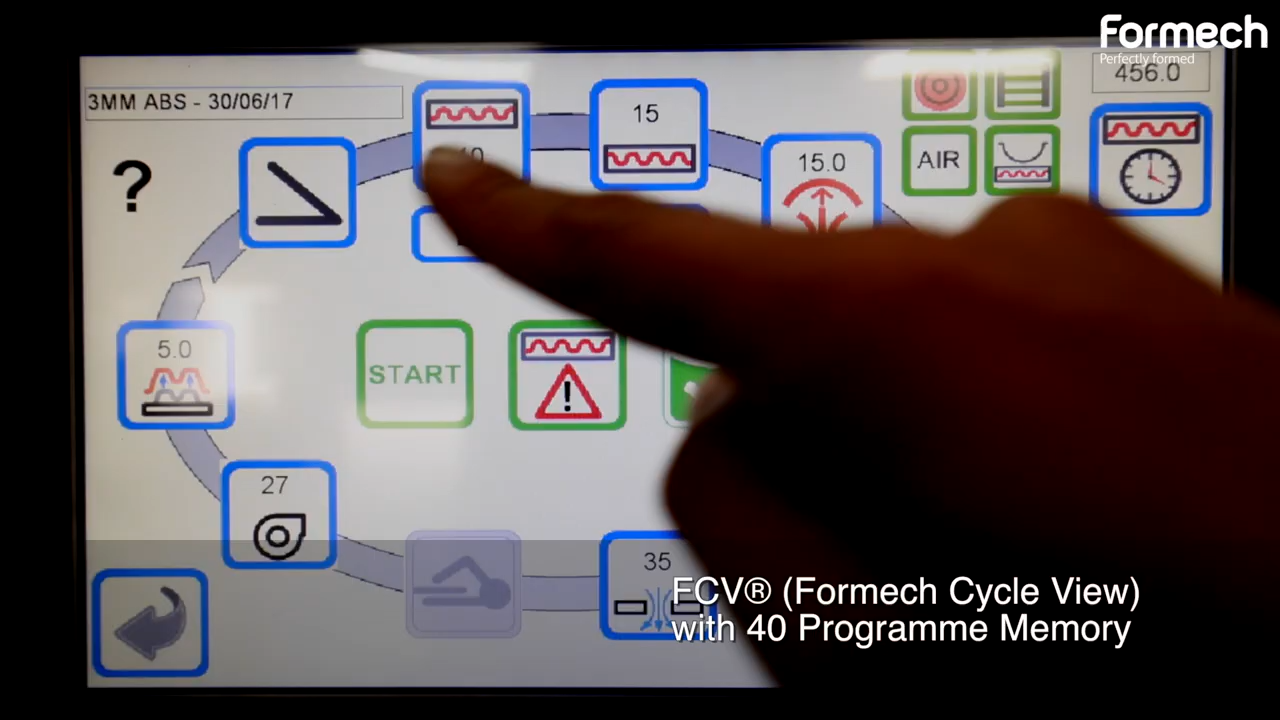 Formech
Perfectly formed
456.0
3MM ABS - 30/06/17
15
15.0
AIR
?
5.0
START
!
27
35
FCV® (Formech Cycle View)
with 40 Programme Memory